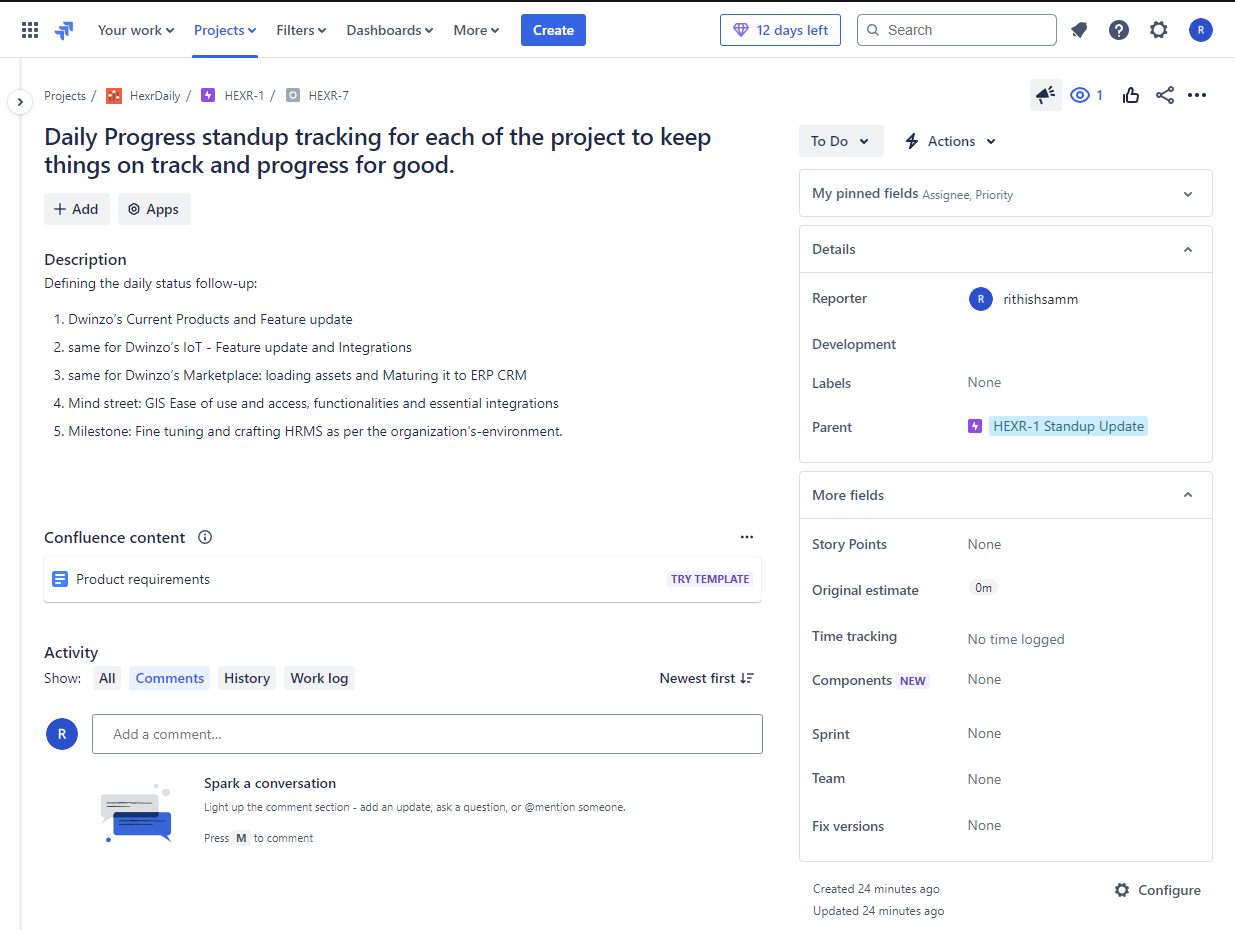 Your work
Projects
Filters
Dashboards
More
Create
12 days left
Search
R
Projects / HexrDaily / HEXR-1 / HEXR-7
1
Daily Progress standup tracking for each of the project to keep
things on track and progress for good.
Add
Apps
Description
Defining the daily status follow-up:
1. Dwinzo’s Current Products and Feature update
2. same for Dwinzo’s IoT - Feature update and Integrations
3. same for Dwinzo’s Marketplace: loading assets and Maturing it to ERP CRM
4. Mind street: GIS Ease of use and access, functionalities and essential integrations
5. Milestone: Fine tuning and crafting HRMS as per the organization's-environment.
Confluence content
Product requirements
TRY TEMPLATE
Activity
Show: All Comments History Work log
Newest first
R
Add a comment...
Spark a conversation
Light up the comment section - add an update, ask a question, or @mention someone.
Press M to comment
To Do
Actions
My pinned fields Assignee, Priority
Details
Reporter R rithishsamm
Development
Labels None
Parent HEXR-1 Standup Update
More fields
Story Points None
Original estimate 0m
Time tracking No time logged
Components NEW None
Sprint None
Team None
Fix versions None
Created 24 minutes ago
Updated 24 minutes ago
Configure